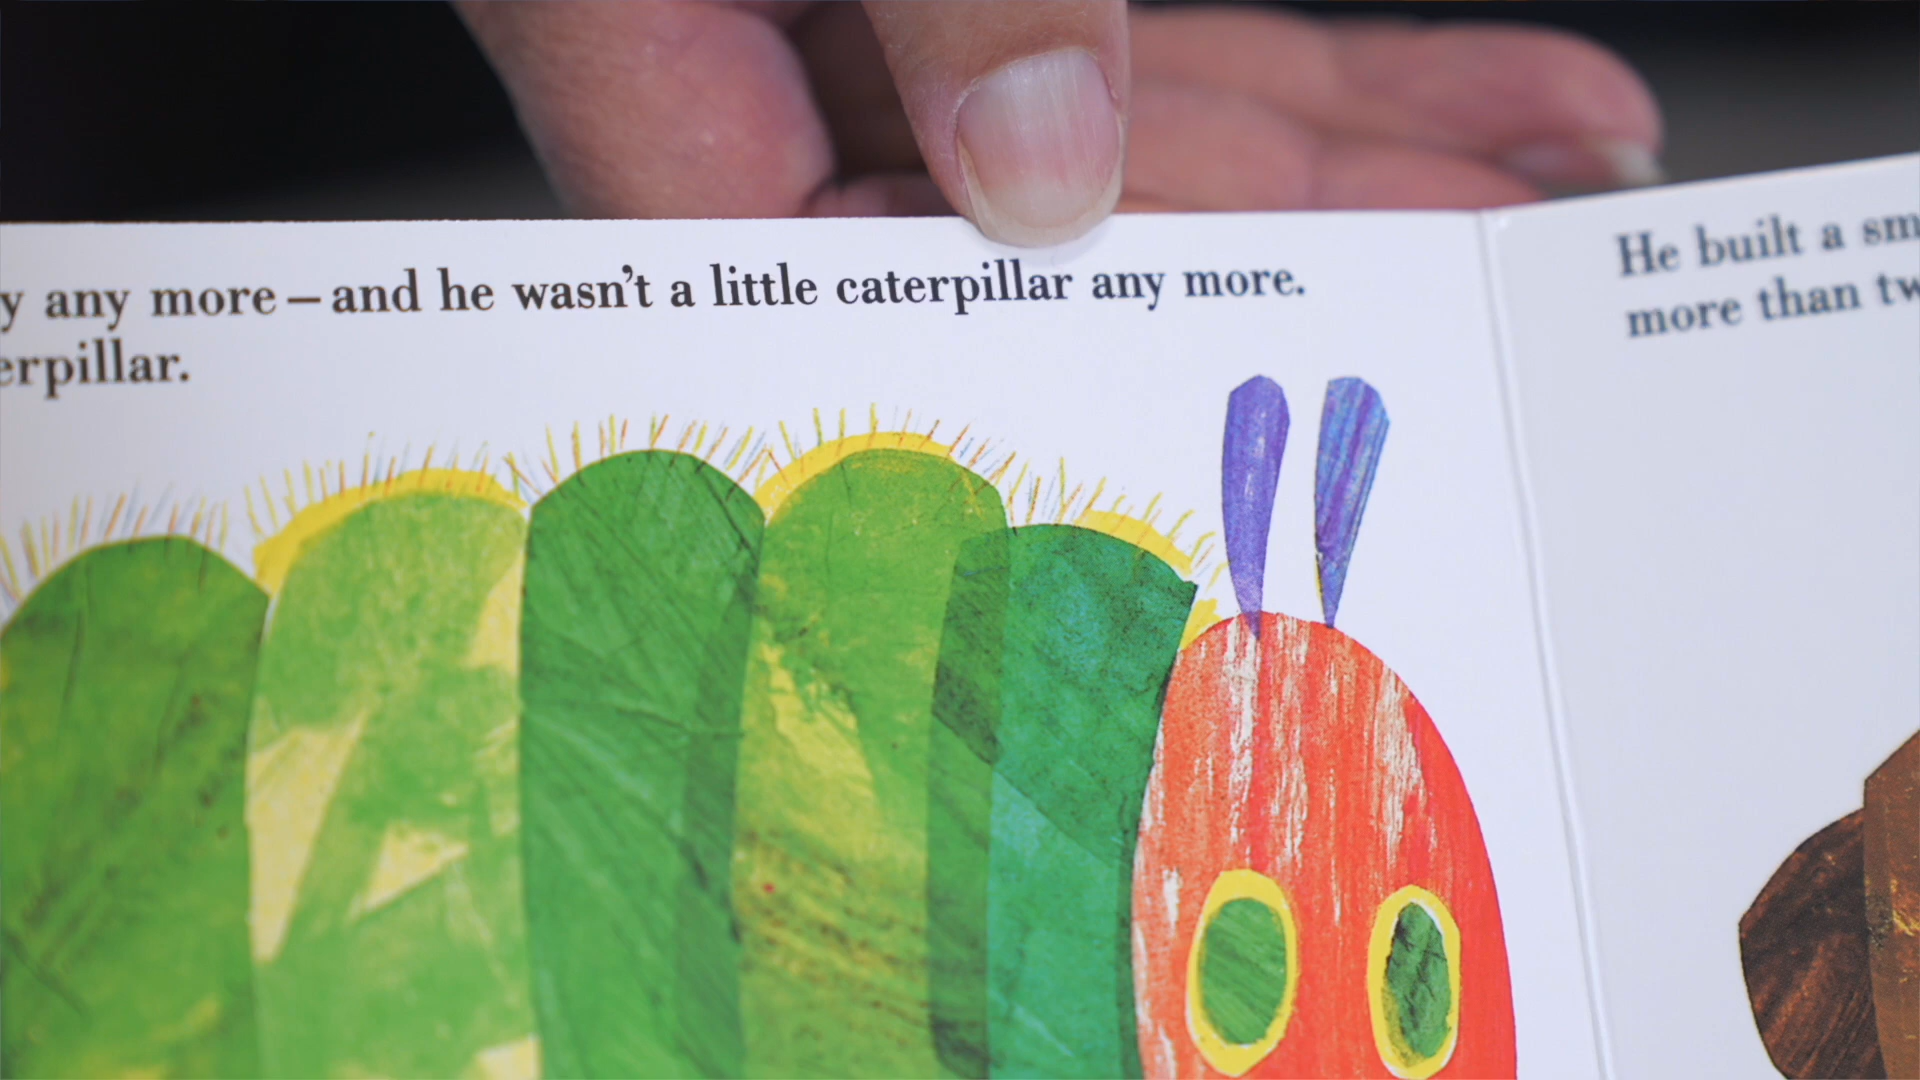 y any more – and he wasn't a little caterpillar any more.
erpillar.
He built a sm
more than tw